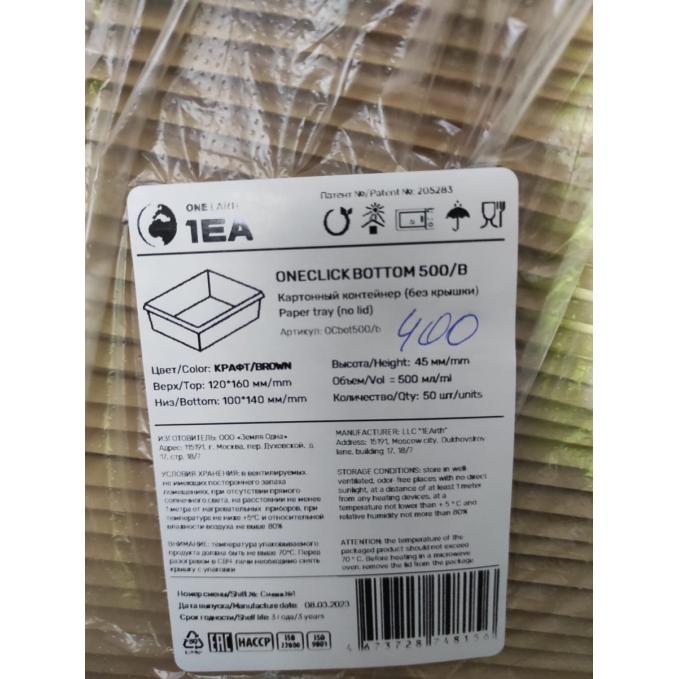 Патент №/Patent №: 205283
ONE EARTH
1EA
ONECLICK BOTTOM 500/B
Картонный контейнер (без крышки)
Paper tray (no lid)
Артикул: OCbot500/b
400
Цвет/Color: КРАФТ/BROWN
Верх/Top: 120*160 мм/mm
Низ/Bottom: 100*140 мм/mm
Высота/Height: 45 мм/mm
Объем/Vol = 500 мл/ml
Количество/Qty: 50 шт/units
ИЗГОТОВИТЕЛЬ: ООО «Земля Одна»
Адрес: 115191, г. Москва, пер. Духовской, д.
17, стр. 18/7
MANUFACTURER: LLC "1EArth"
Address: 15191, Moscow city, Dukhovskoy
lane, building 17, 18/7
УСЛОВИЯ ХРАНЕНИЯ: в вентилируемых,
не имеющих постороннего запаха
помещениях, при отсутствии прямого
солнечного света, на расстоянии не менее
1 метра от нагревательных приборов, при
температуре не ниже +5°C и относительной
влажности воздуха не выше 80%
STORAGE CONDITIONS: store in well-
ventilated, odor-free places with no direct
sunlight, at a distance of at least 1 meter
from any heating devices, at a
temperature not lower than + 5 ° C and
relative humidity not more than 80%
ВНИМАНИЕ: температура упаковываемого
продукта должна быть не выше 70°C. Перед
разогревом в СВЧ печи необходимо снять
крышку с упаковки
ATTENTION: the temperature of the
packaged product should not exceed
70 ° C. Before heating in a microwave
oven, remove the lid from the package
Номер смены/Shift №: Смена №1
Дата выпуска/Manufacture date: 08.03.2023
Срок годности/Shelf life: 3 года/3 years
EAC HACCP ISO 22000 ISO 9001
4 673728 748156